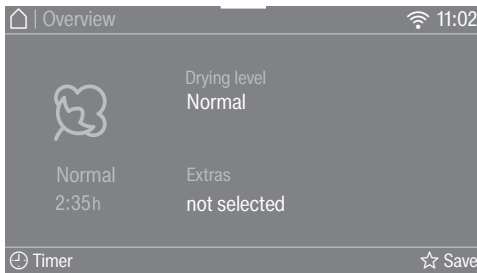 | Overview
11:02
Drying level
Normal
Normal
2:35h
Extras
not selected
Timer
Save